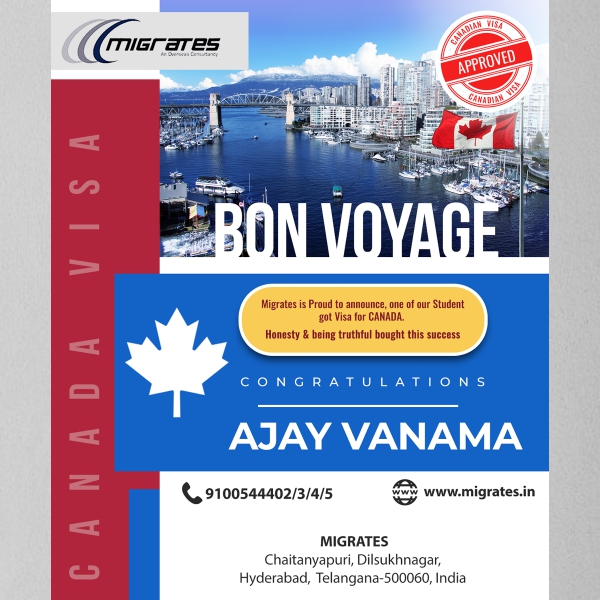 MIGRATES
An Overseas Consultancy
CANADIAN VISA
APPROVED
CANADIAN VISA
CANADA VISA
BON VOYAGE
Migrates is Proud to announce, one of our Student
got Visa for CANADA.
Honesty & being truthful bought this success
CONGRATULATIONS
AJAY VANAMA
9100544402/3/4/5
www.migrates.in
MIGRATES
Chaitanyapuri, Dilsukhnagar,
Hyderabad, Telangana-500060, India